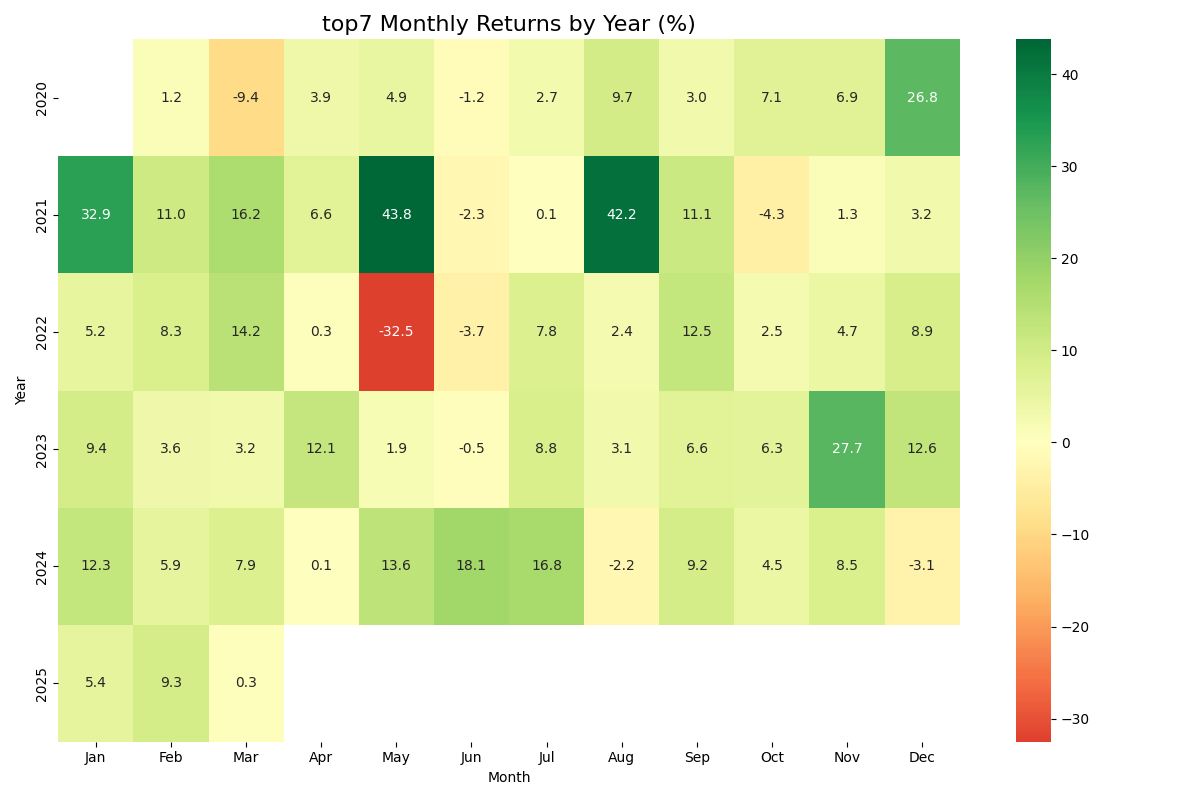 top7 Monthly Returns by Year (%)
2020 1.2 -9.4 3.9 4.9 -1.2 2.7 9.7 3.0 7.1 6.9 26.8
2021 32.9 11.0 16.2 6.6 43.8 -2.3 0.1 42.2 11.1 -4.3 1.3 3.2
2022 5.2 8.3 14.2 0.3 -32.5 -3.7 7.8 2.4 12.5 2.5 4.7 8.9
Year
2023 9.4 3.6 3.2 12.1 1.9 -0.5 8.8 3.1 6.6 6.3 27.7 12.6
2024 12.3 5.9 7.9 0.1 13.6 18.1 16.8 -2.2 9.2 4.5 8.5 -3.1
2025 5.4 9.3 0.3
Jan Feb Mar Apr May Jun Jul Aug Sep Oct Nov Dec
Month
40
30
20
10
0
−10
−20
−30